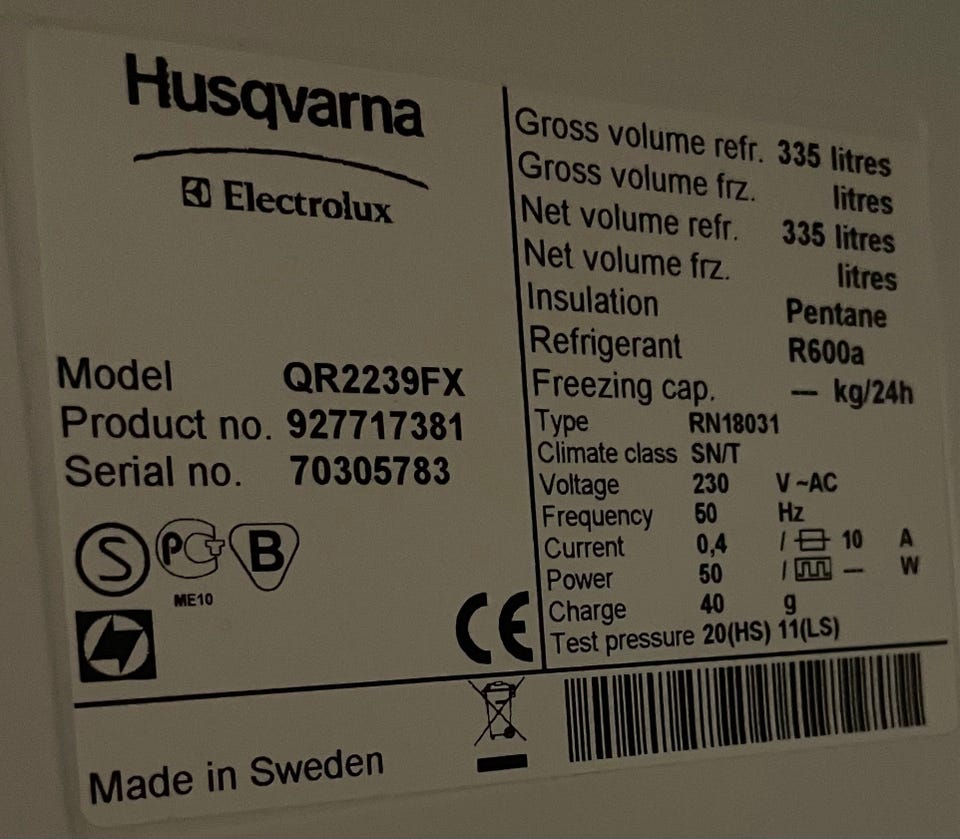 Husqvarna
Electrolux
Model QR2239FX
Product no. 927717381
Serial no. 70305783
S PCT B
ME10
CE
Gross volume refr. 335 litres
Gross volume frz. litres
Net volume refr. 335 litres
Net volume frz. litres
Insulation Pentane
Refrigerant R600a
Freezing cap. — kg/24h
Type RN18031
Climate class SN/T
Voltage 230 V ~AC
Frequency 50 Hz
Current 0,4 / 10 A
Power 50 / — W
Charge 40 g
Test pressure 20(HS) 11(LS)
Made in Sweden